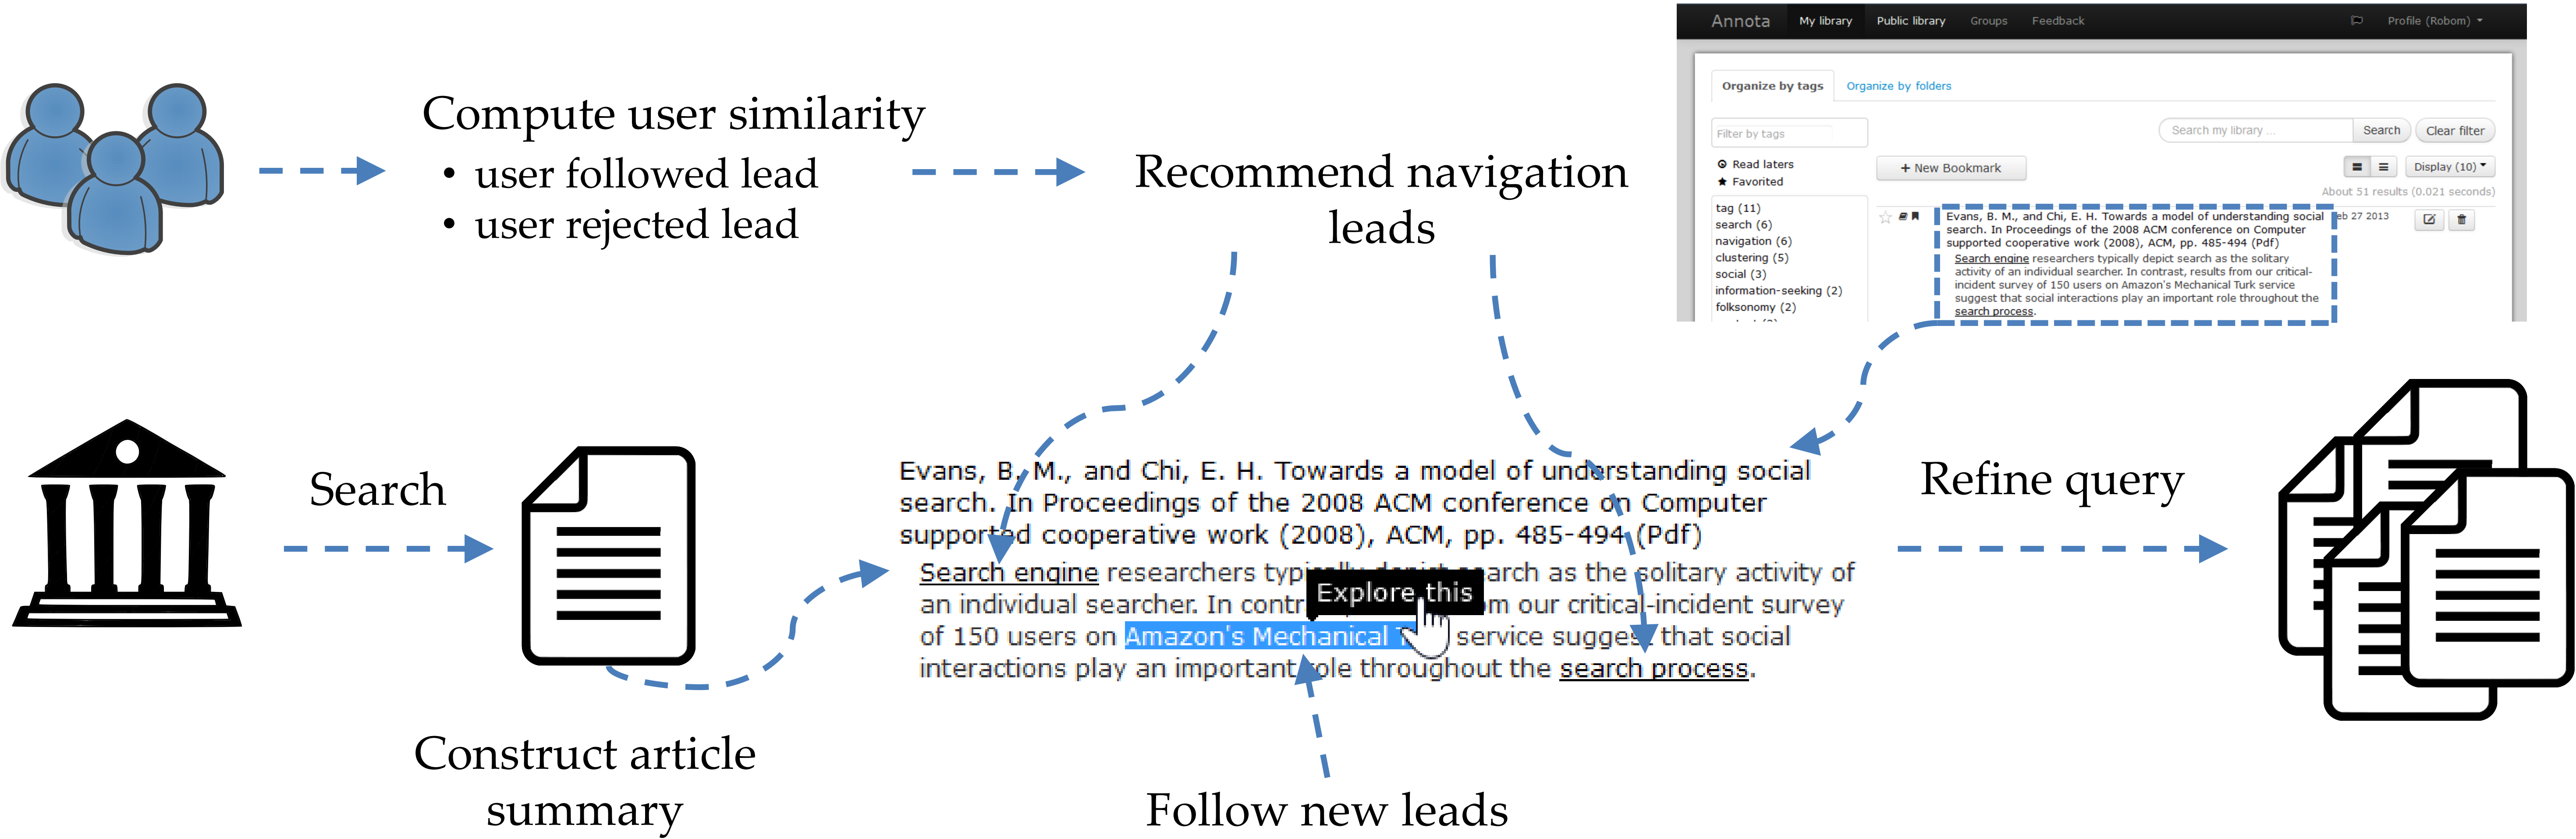 Annota My library Public library Groups Feedback Profile (Robom)
Organize by tags Organize by folders
Filter by tags
Search my library ... Search Clear filter
Read laters
Favorited
+ New Bookmark
Display (10)
About 51 results (0.021 seconds)
tag (11)
search (6)
navigation (6)
clustering (5)
social (3)
information-seeking (2)
folksonomy (2)
Evans, B. M., and Chi, E. H. Towards a model of understanding social
search. In Proceedings of the 2008 ACM conference on Computer
supported cooperative work (2008), ACM, pp. 485-494 (Pdf)
27 2013
Search engine researchers typically depict search as the solitary
activity of an individual searcher. In contrast, results from our critical-
incident survey of 150 users on Amazon's Mechanical Turk service
suggest that social interactions play an important role throughout the
search process.
Compute user similarity
• user followed lead
• user rejected lead
Recommend navigation
leads
Search
Construct article
summary
Evans, B. M., and Chi, E. H. Towards a model of understanding social
search. In Proceedings of the 2008 ACM conference on Computer
supported cooperative work (2008), ACM, pp. 485-494 (Pdf)
Search engine researchers typically depict search as the solitary activity of
Explore this
an individual searcher. In our critical-incident survey
of 150 users on Amazon's Mechanical service suggest that social
interactions play an important role throughout the search process.
Follow new leads
Refine query